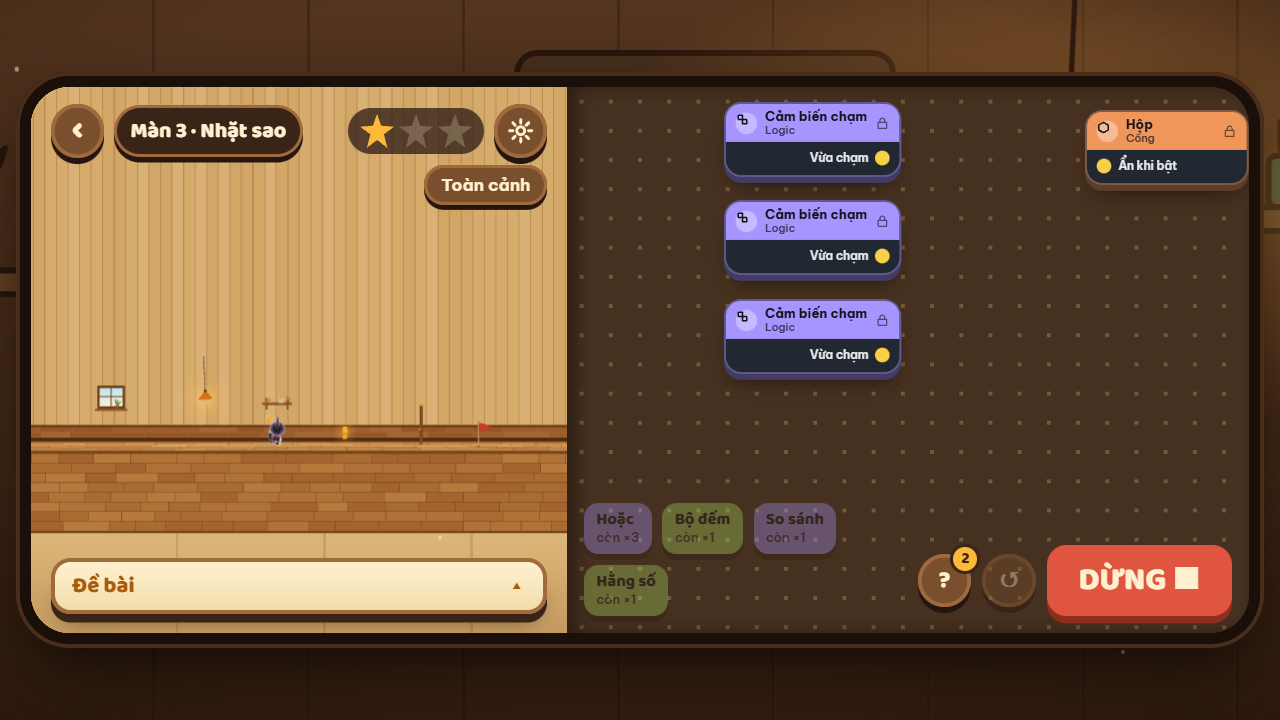 Màn 3 • Nhặt sao
Toàn cảnh
Đề bài
Cảm biến chạm
Logic
Vừa chạm
Cảm biến chạm
Logic
Vừa chạm
Cảm biến chạm
Logic
Vừa chạm
Hộp
Cổng
Ẩn khi bật
Hoặc
còn ×3
Bộ đếm
còn ×1
So sánh
còn ×1
Hằng số
còn ×1
?
2
DỪNG